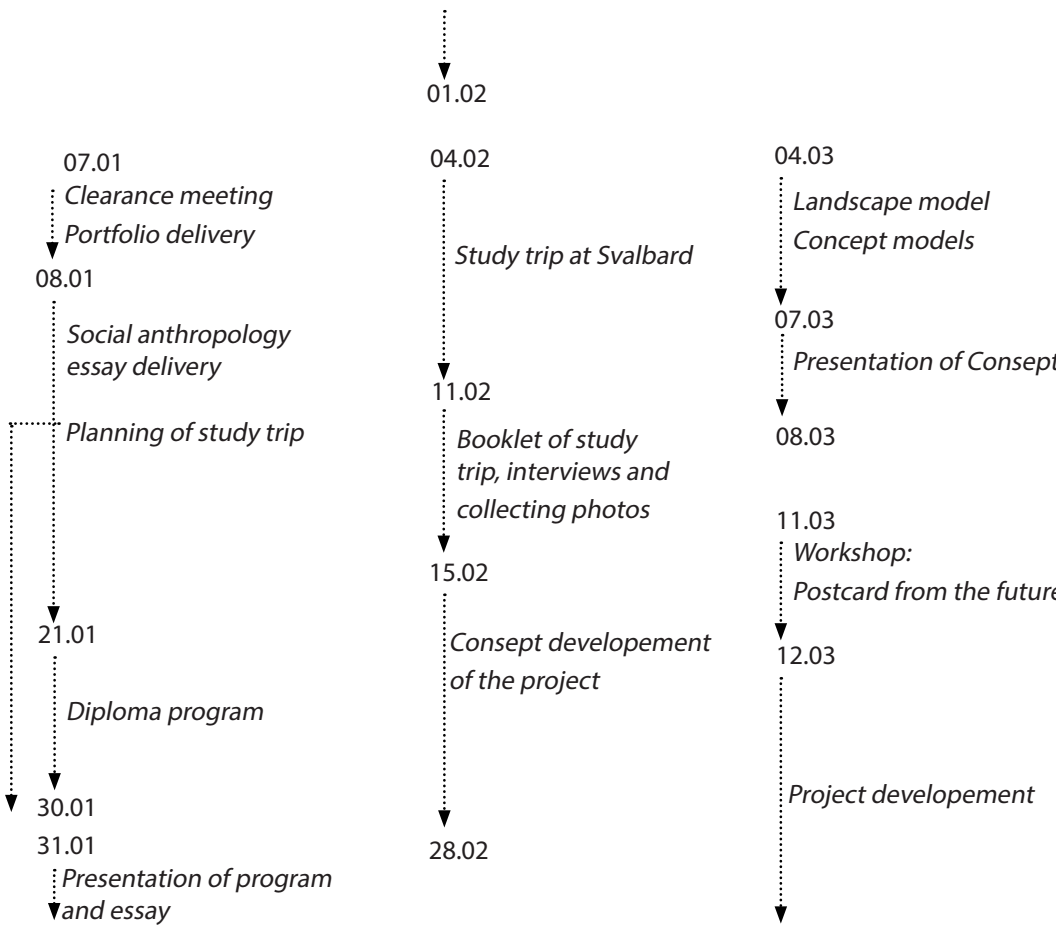 07.01
Clearance meeting
Portfolio delivery
08.01
Social anthropology
essay delivery
Planning of study trip
21.01
Diploma program
30.01
31.01
Presentation of program
and essay
01.02
04.02
Study trip at Svalbard
11.02
Booklet of study
trip, interviews and
collecting photos
15.02
Consept developement
of the project
28.02
04.03
Landscape model
Concept models
07.03
Presentation of Consept
08.03
11.03
Workshop:
Postcard from the future
12.03
Project developement